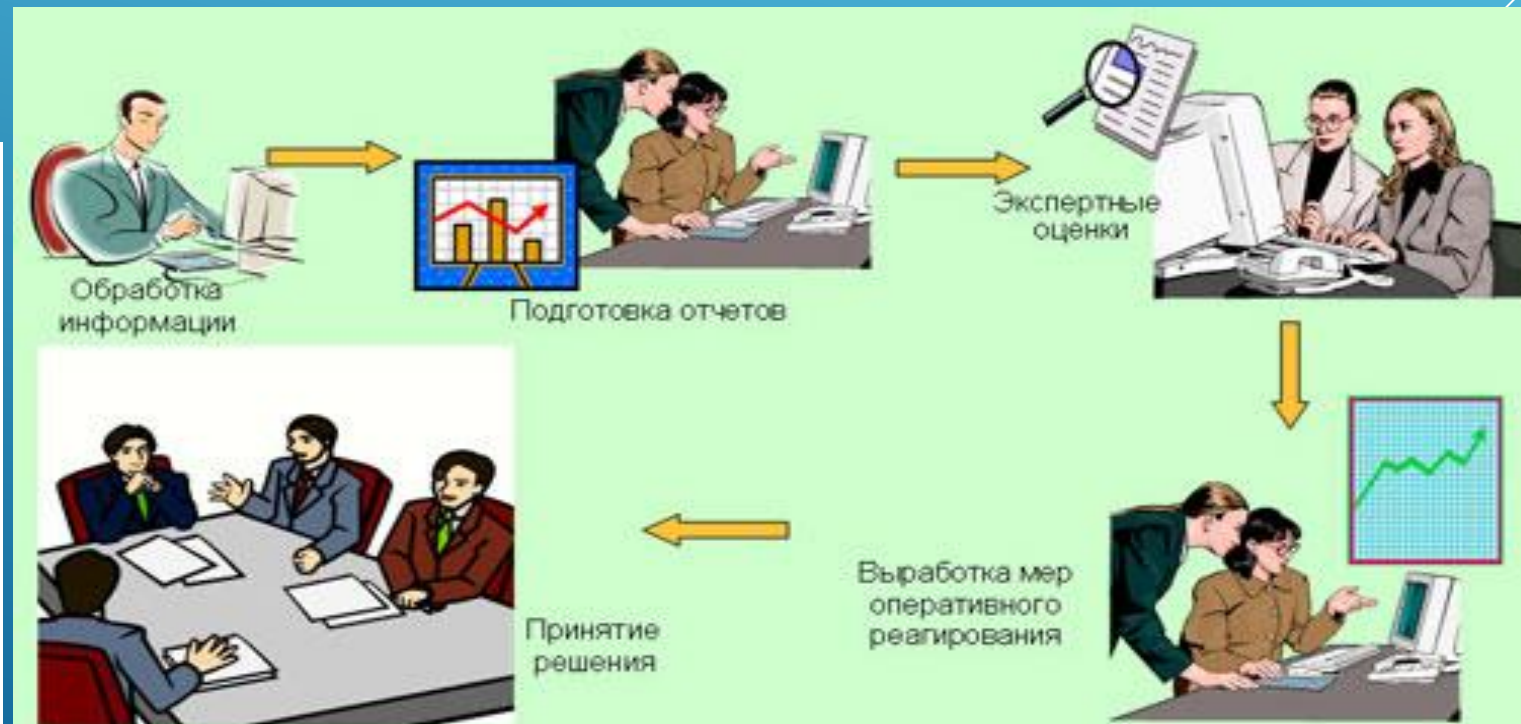 Обработка
информации
Подготовка отчетов
Экспертные
оценки
Выработка мер
оперативного
реагирования
Принятие
решения